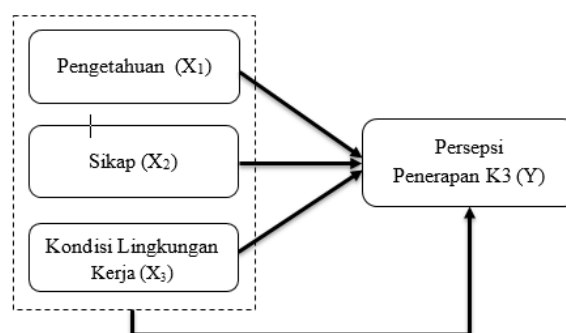 Pengetahuan (X₁)
Sikap (X₂)
Kondisi Lingkungan
Kerja (X₃)
Persepsi
Penerapan K3 (Y)